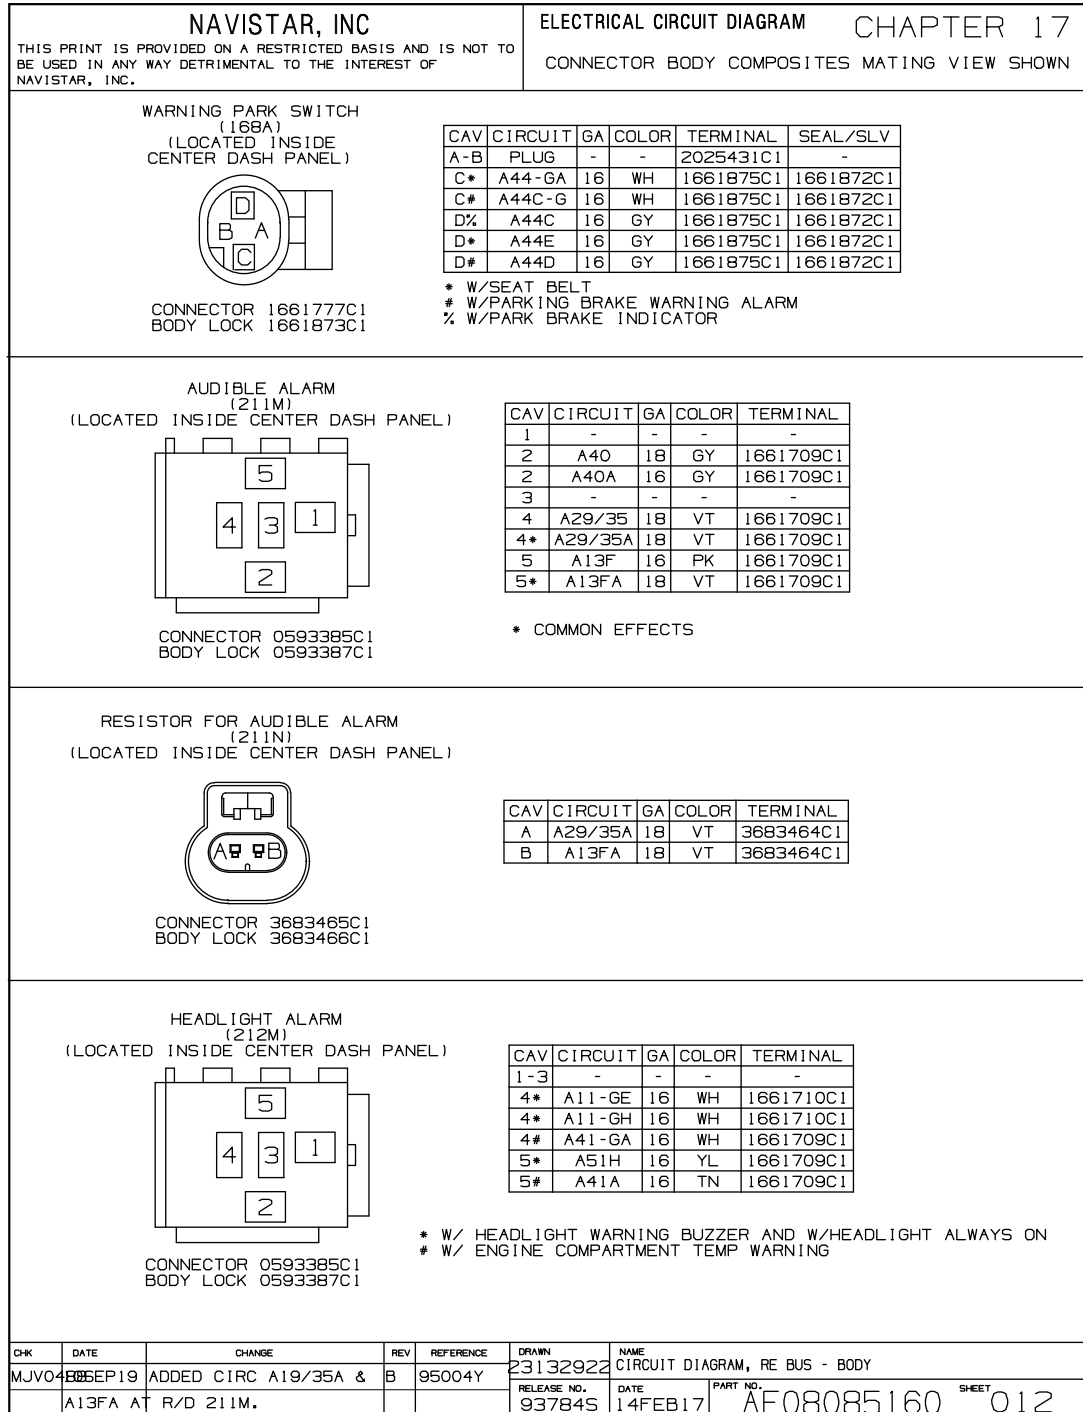 NAVISTAR, INC
THIS PRINT IS PROVIDED ON A RESTRICTED BASIS AND IS NOT TO
BE USED IN ANY WAY DETRIMENTAL TO THE INTEREST OF
NAVISTAR, INC.
ELECTRICAL CIRCUIT DIAGRAM CHAPTER 17
CONNECTOR BODY COMPOSITES MATING VIEW SHOWN
WARNING PARK SWITCH
(168A)
(LOCATED INSIDE
CENTER DASH PANEL)
D
B A
C
CONNECTOR 1661777C1
BODY LOCK 1661873C1
CAV CIRCUIT GA COLOR TERMINAL SEAL/SLV
A-B PLUG - - 2025431C1 -
C* A44-GA 16 WH 1661875C1 1661872C1
C# A44C-G 16 WH 1661875C1 1661872C1
D% A44C 16 GY 1661875C1 1661872C1
D* A44E 16 GY 1661875C1 1661872C1
D# A44D 16 GY 1661875C1 1661872C1
* W/SEAT BELT
# W/PARKING BRAKE WARNING ALARM
% W/PARK BRAKE INDICATOR
AUDIBLE ALARM
(211M)
(LOCATED INSIDE CENTER DASH PANEL)
5
4 3 1
2
CONNECTOR 0593385C1
BODY LOCK 0593387C1
CAV CIRCUIT GA COLOR TERMINAL
1 - - - -
2 A40 18 GY 1661709C1
2 A40A 16 GY 1661709C1
3 - - - -
4 A29/35 18 VT 1661709C1
4* A29/35A 18 VT 1661709C1
5 A13F 16 PK 1661709C1
5* A13FA 18 VT 1661709C1
* COMMON EFFECTS
RESISTOR FOR AUDIBLE ALARM
(211N)
(LOCATED INSIDE CENTER DASH PANEL)
A B
CONNECTOR 3683465C1
BODY LOCK 3683466C1
CAV CIRCUIT GA COLOR TERMINAL
A A29/35A 18 VT 3683464C1
B A13FA 18 VT 3683464C1
HEADLIGHT ALARM
(212M)
(LOCATED INSIDE CENTER DASH PANEL)
5
4 3 1
2
CONNECTOR 0593385C1
BODY LOCK 0593387C1
CAV CIRCUIT GA COLOR TERMINAL
1-3 - - - -
4* A11-GE 16 WH 1661710C1
4* A11-GH 16 WH 1661710C1
4# A41-GA 16 WH 1661709C1
5* A51H 16 YL 1661709C1
5# A41A 16 TN 1661709C1
* W/ HEADLIGHT WARNING BUZZER AND W/HEADLIGHT ALWAYS ON
# W/ ENGINE COMPARTMENT TEMP WARNING
CHK DATE CHANGE REV REFERENCE
ADDED CIRC A19/35A & B 95004Y
A13FA AT R/D 211M.
DRAWN
23132922
NAME
CIRCUIT DIAGRAM, RE BUS - BODY
RELEASE NO.
93784S
DATE
14FEB17
PART NO.
AF08085160
SHEET
012